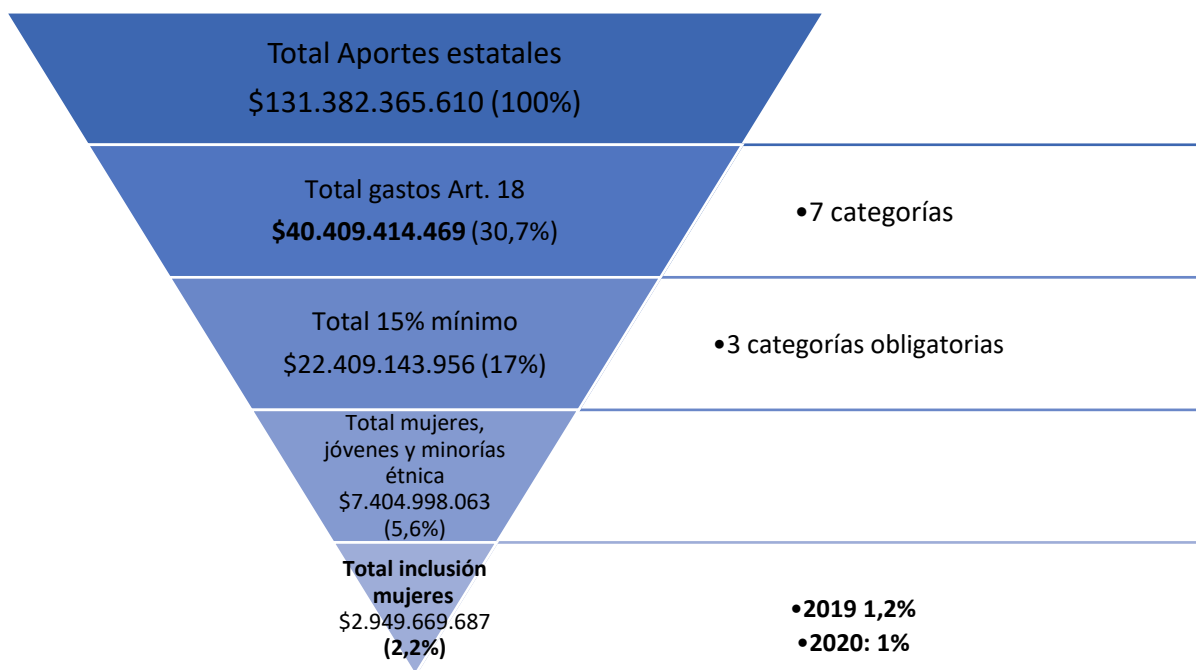 Total Aportes estatales
$131.382.365.610 (100%)
Total gastos Art. 18
$40.409.414.469 (30,7%)
•7 categorías
Total 15% mínimo
$22.409.143.956 (17%)
•3 categorías obligatorias
Total mujeres,
jóvenes y minorías
étnica
$7.404.998.063
(5,6%)
Total inclusión
mujeres
$2.949.669.687
(2,2%)
•2019 1,2%
•2020: 1%